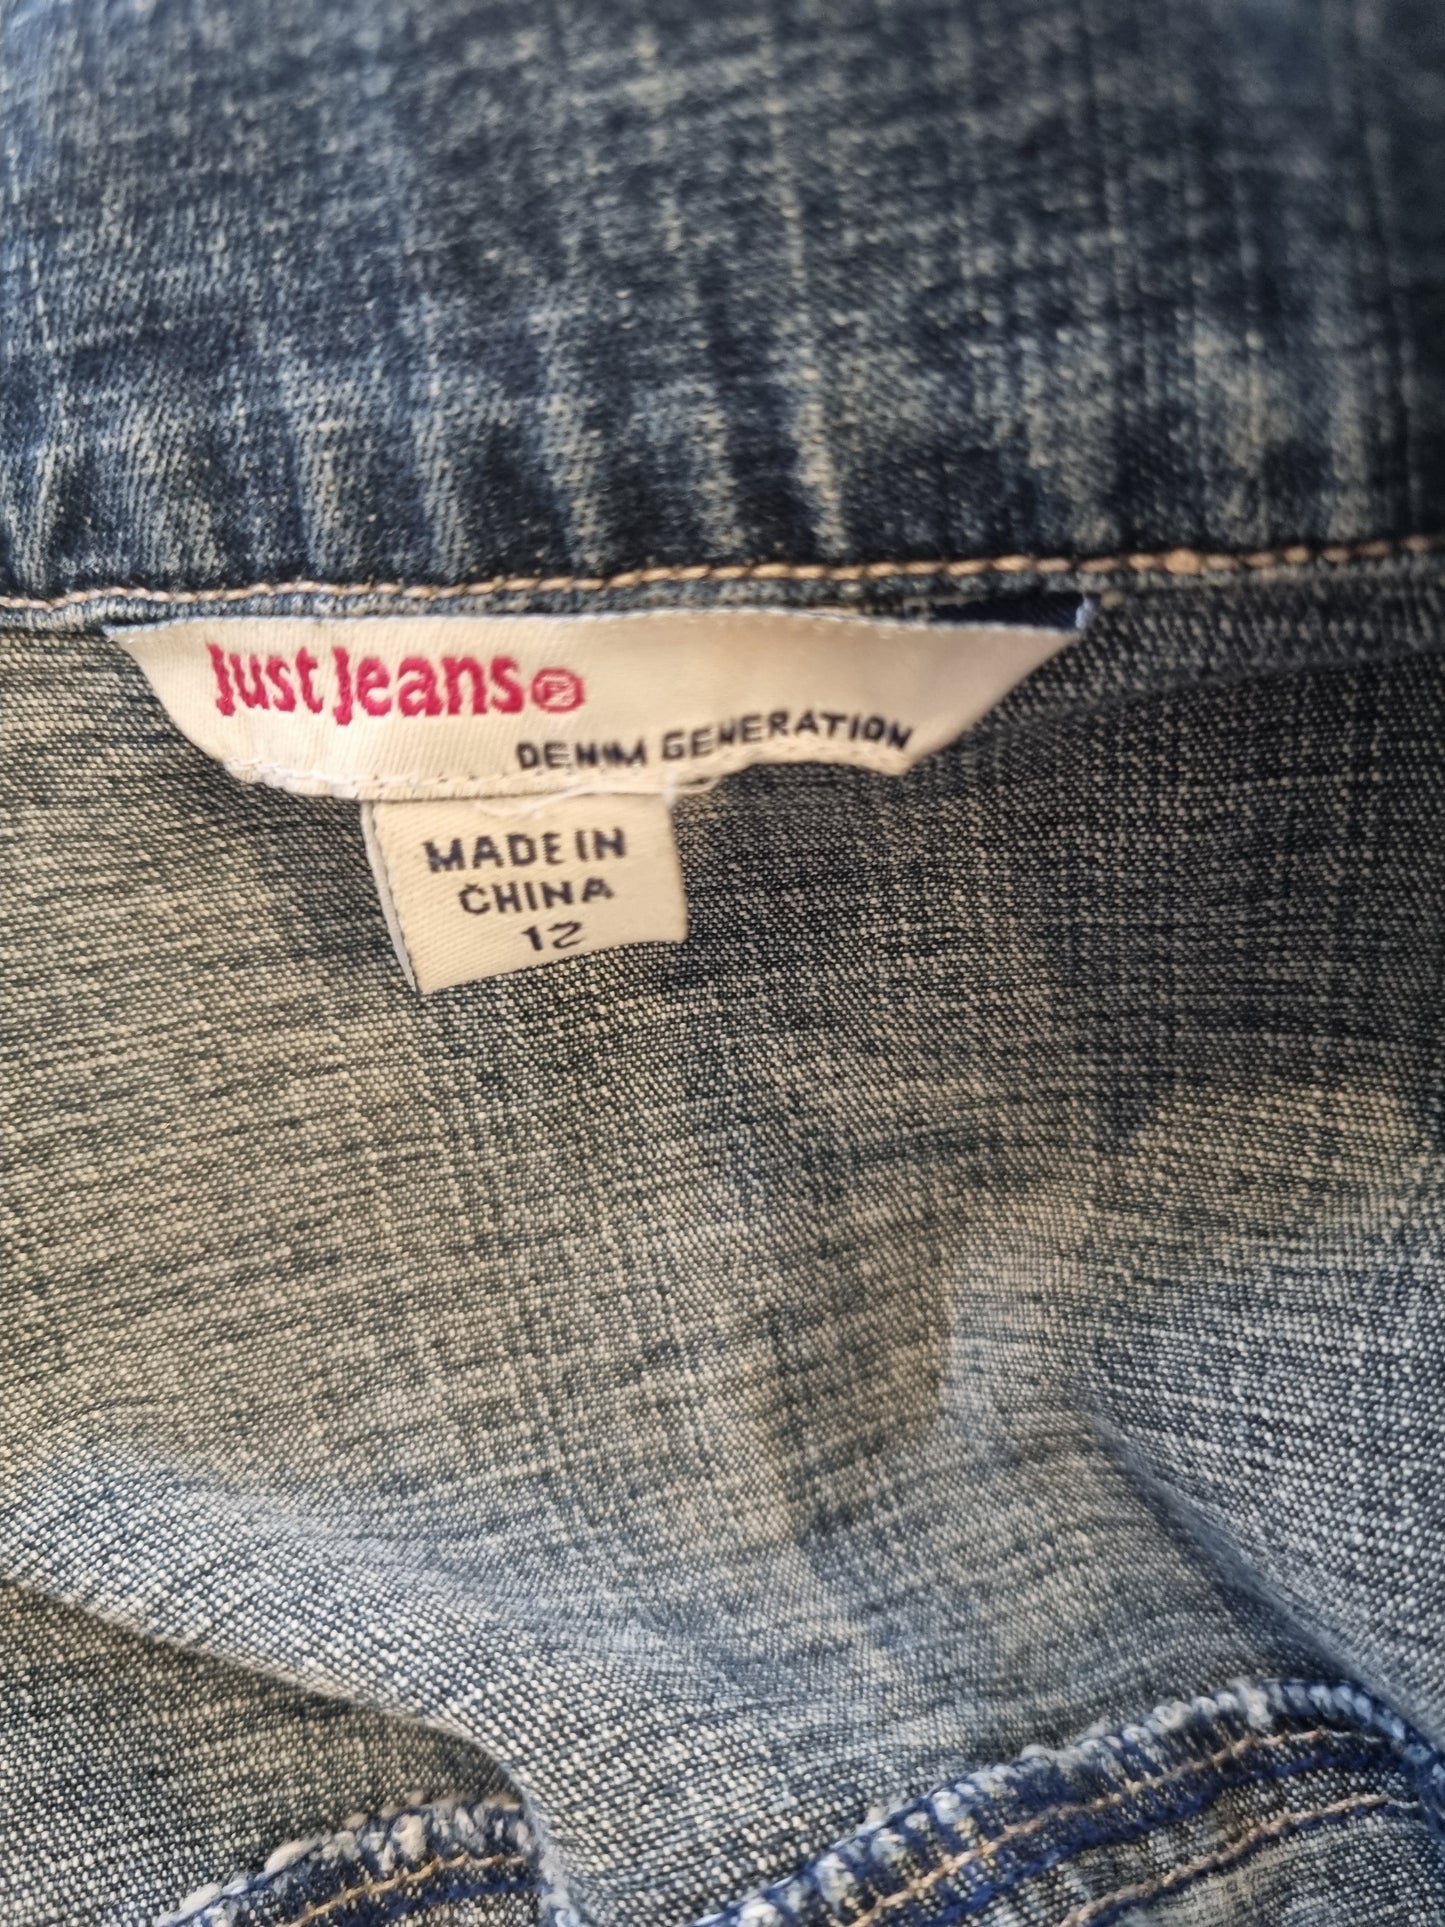 Just Jeans®
DENIM GENERATION
MADE IN
CHINA
12